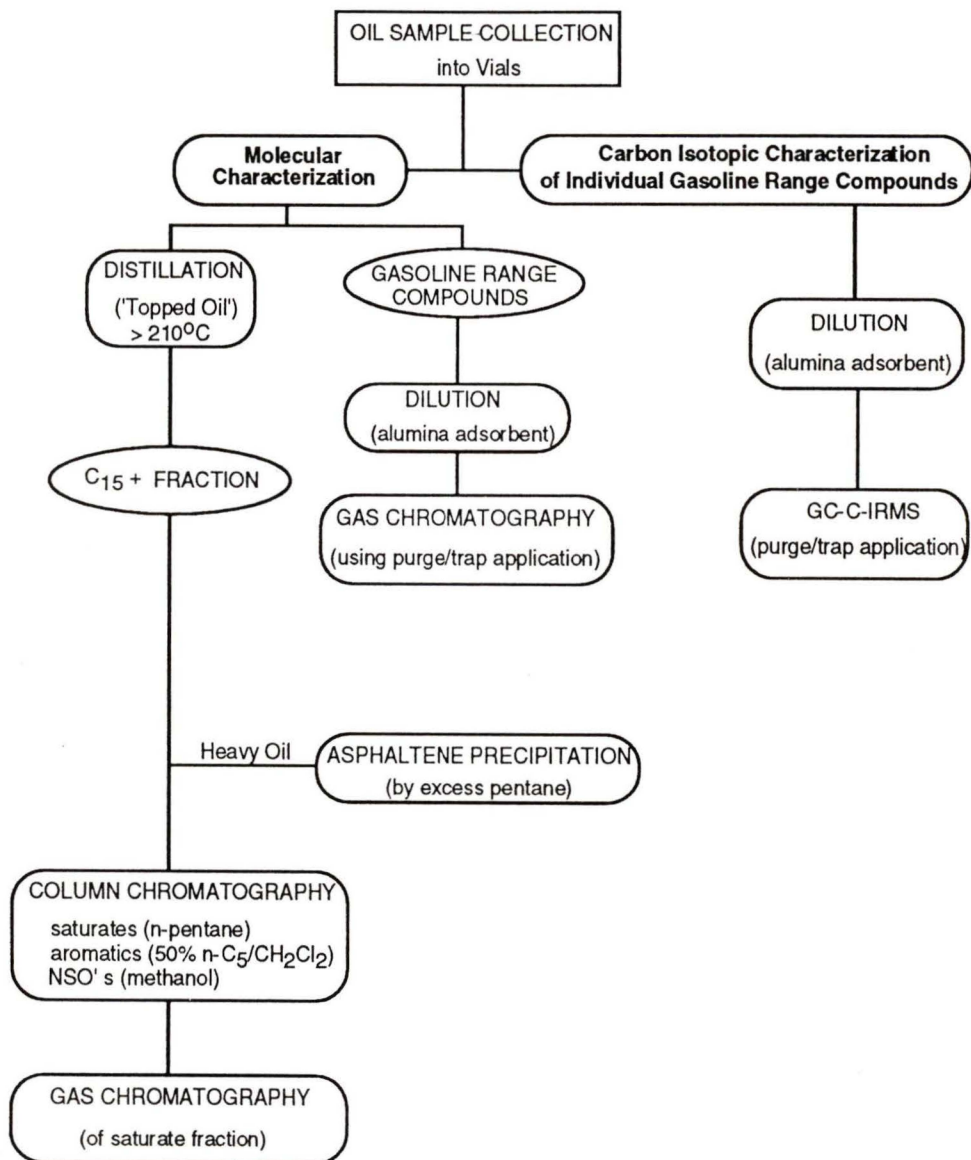 OIL SAMPLE COLLECTION
into Vials
Molecular
Characterization
Carbon Isotopic Characterization
of Individual Gasoline Range Compounds
DISTILLATION
('Topped Oil')
> 210°C
GASOLINE RANGE
COMPOUNDS
DILUTION
(alumina adsorbent)
DILUTION
(alumina adsorbent)
C₁₅ + FRACTION
GAS CHROMATOGRAPHY
(using purge/trap application)
GC-C-IRMS
(purge/trap application)
Heavy Oil
ASPHALTENE PRECIPITATION
(by excess pentane)
COLUMN CHROMATOGRAPHY
saturates (n-pentane)
aromatics (50% n-C₅/CH₂Cl₂)
NSO' s (methanol)
GAS CHROMATOGRAPHY
(of saturate fraction)